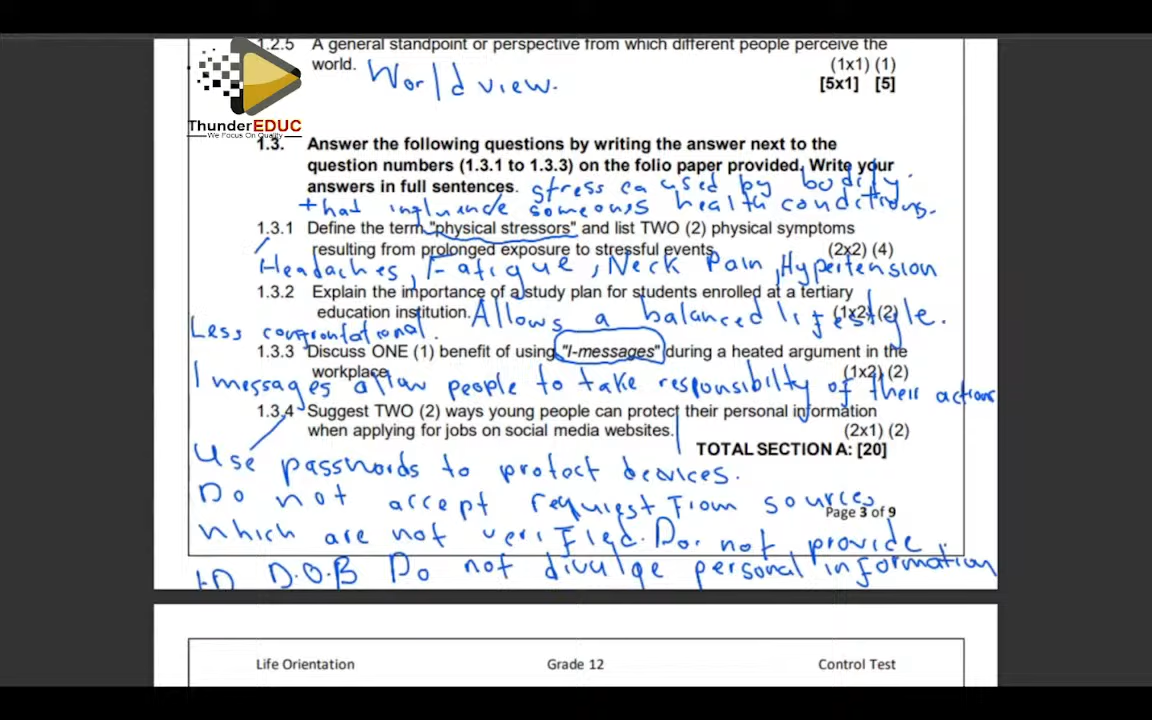 1.2.5 A general standpoint or perspective from which different people perceive the
world. (1x1) (1)
World view.
[5x1] [5]
ThunderEDUC
We Focus On Quality
1.3. Answer the following questions by writing the answer next to the
question numbers (1.3.1 to 1.3.3) on the folio paper provided. Write your
answers in full sentences.
stress caused by bodily
that influence someones health conditions.
1.3.1 Define the term "physical stressors" and list TWO (2) physical symptoms
resulting from prolonged exposure to stressful events. (2x2) (4)
Headaches, Fatigue, Neck Pain, Hypertension
1.3.2 Explain the importance of a study plan for students enrolled at a tertiary
education institution. (1x2) (2)
Allows a balanced lifestyle.
Less confrontational.
1.3.3 Discuss ONE (1) benefit of using "I-messages" during a heated argument in the
workplace. (1x2) (2)
I messages allow people to take responsibilty of their actions
1.3.4 Suggest TWO (2) ways young people can protect their personal information
when applying for jobs on social media websites. (2x1) (2)
TOTAL SECTION A: [20]
Use passwords to protect devices.
Do not accept requiest from sources
Page 3 of 9
which are not verified. Do not provide
ID D.O.B Do not divulge personal information
Life Orientation Grade 12 Control Test